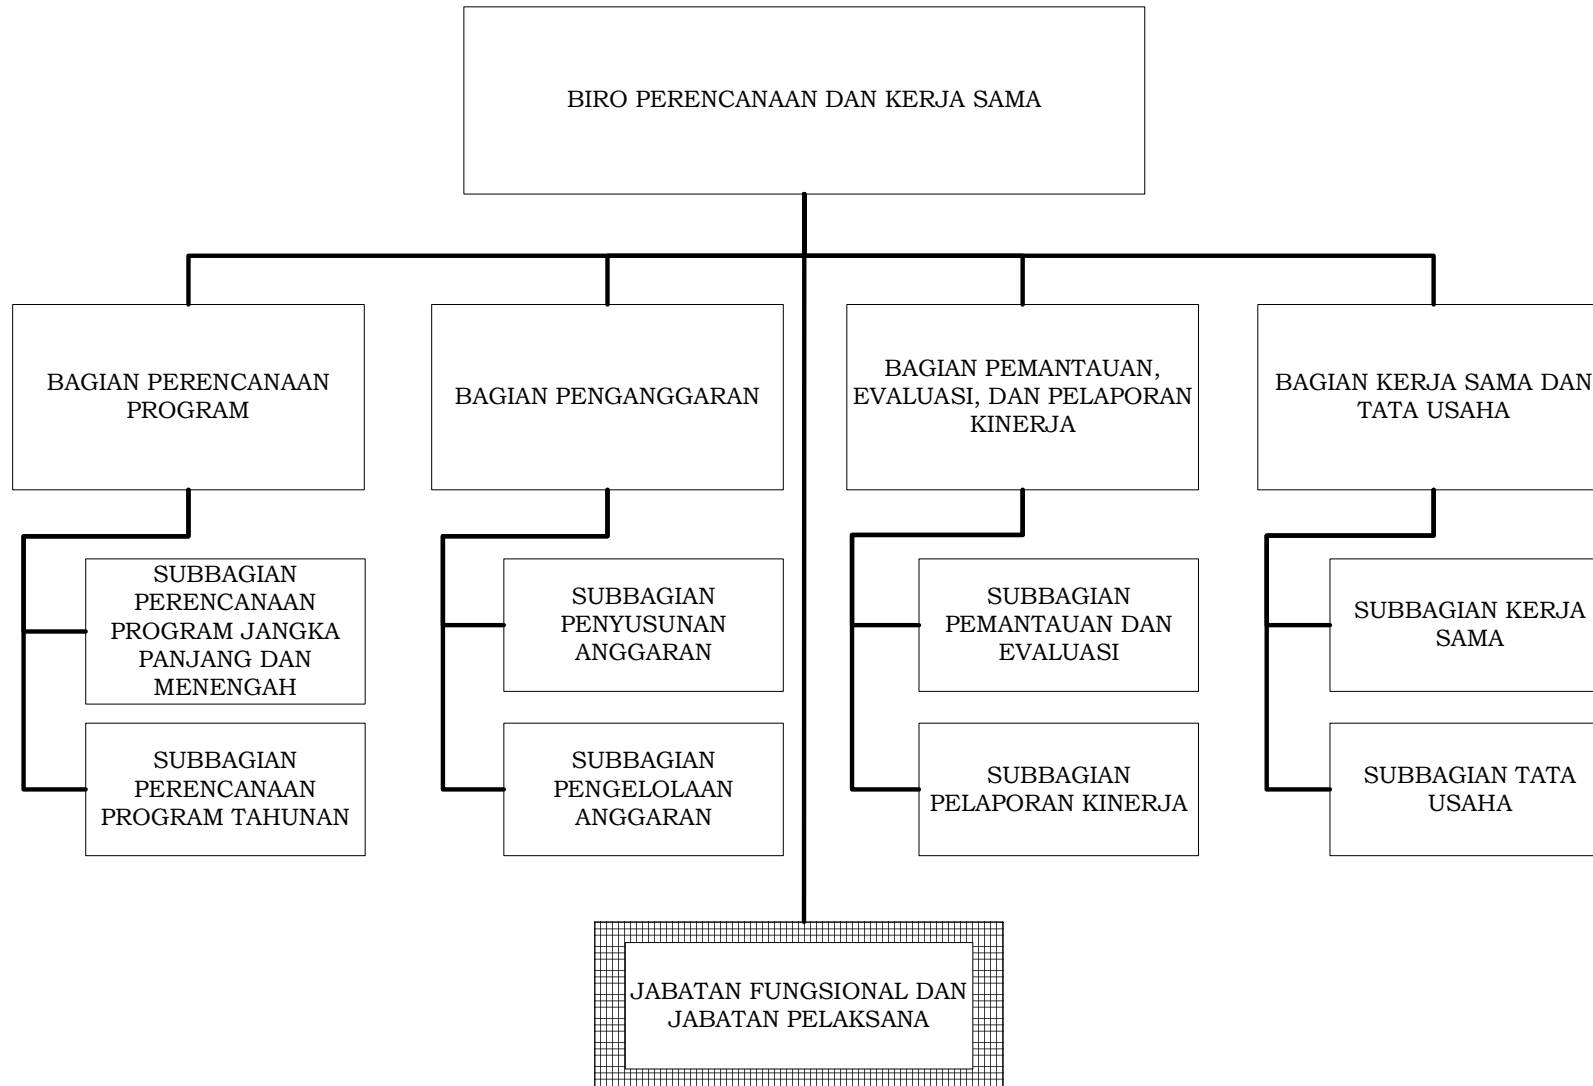 BIRO PERENCANAAN DAN KERJA SAMA
BAGIAN PERENCANAAN
PROGRAM
BAGIAN PENGANGGARAN
BAGIAN PEMANTAUAN,
EVALUASI, DAN PELAPORAN
KINERJA
BAGIAN KERJA SAMA DAN
TATA USAHA
SUBBAGIAN
PERENCANAAN
PROGRAM JANGKA
PANJANG DAN
MENENGAH
SUBBAGIAN
PENYUSUNAN
ANGGARAN
SUBBAGIAN
PEMANTAUAN DAN
EVALUASI
SUBBAGIAN KERJA
SAMA
SUBBAGIAN
PERENCANAAN
PROGRAM TAHUNAN
SUBBAGIAN
PENGELOLAAN
ANGGARAN
SUBBAGIAN
PELAPORAN KINERJA
SUBBAGIAN TATA
USAHA
JABATAN FUNGSIONAL DAN
JABATAN PELAKSANA